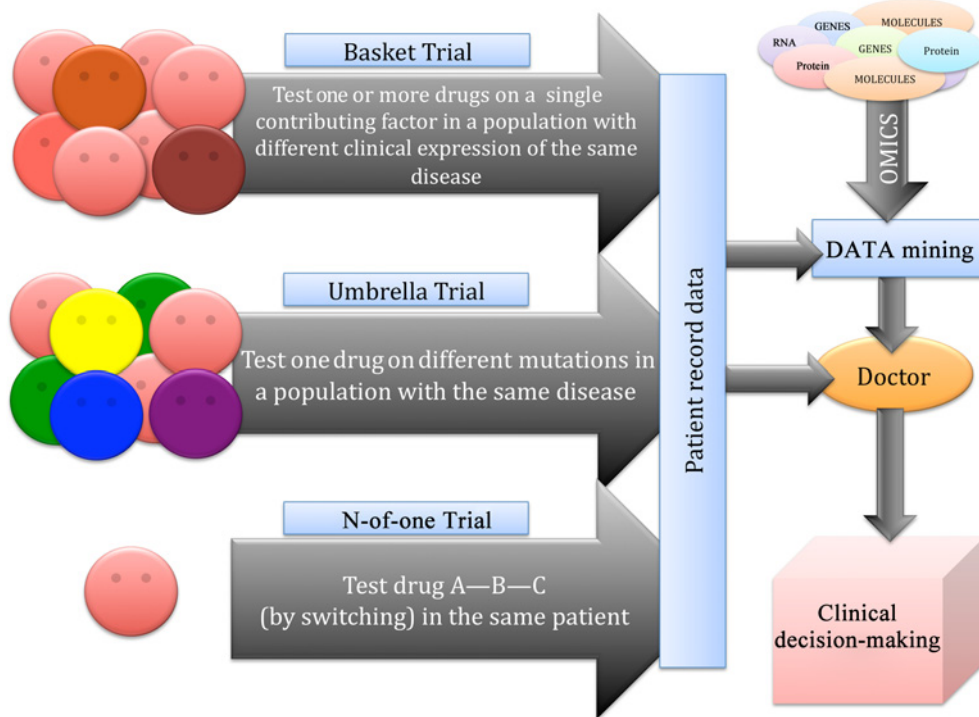 Basket Trial
Test one or more drugs on a single
contributing factor in a population with
different clinical expression of the same
disease
Umbrella Trial
Test one drug on different mutations in
a population with the same disease
N-of-one Trial
Test drug A—B—C
(by switching) in the same patient
Patient record data
MOLECULES
GENES
RNA
GENES
Protein
Protein
MOLECULES
OMICS
DATA mining
Doctor
Clinical
decision-making